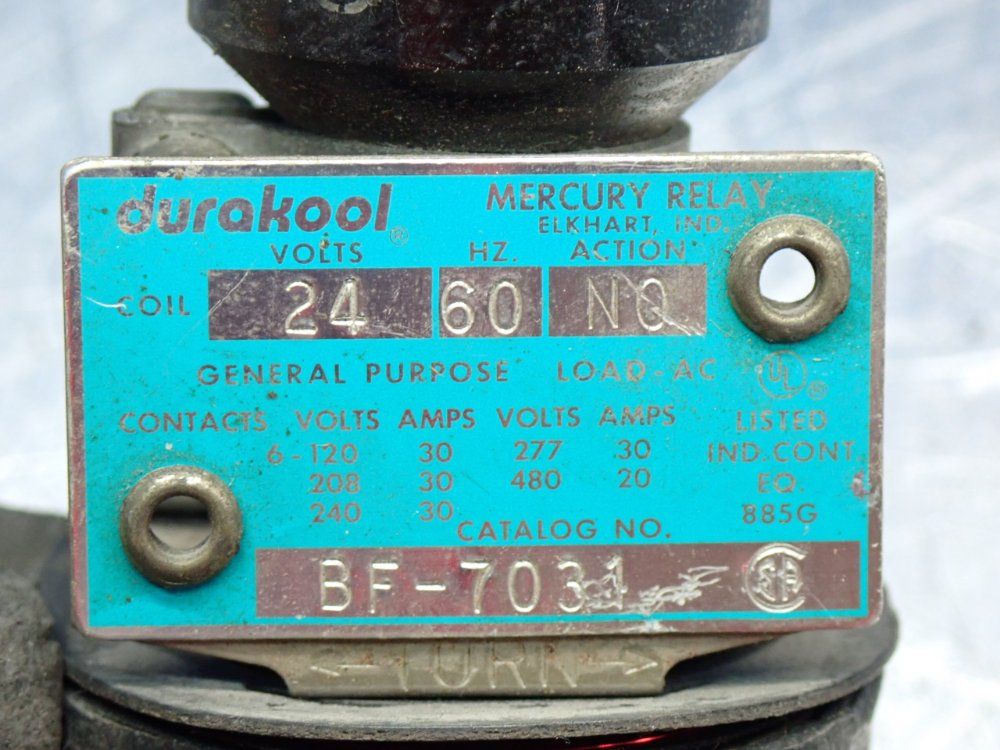 durakool® MERCURY RELAY
ELKHART, IND.
VOLTS HZ. ACTION
COIL 24 60 NO
GENERAL PURPOSE LOAD-AC UL ®
CONTACTS VOLTS AMPS VOLTS AMPS LISTED
6-120 30 277 30 IND. CONT.
208 30 480 20 EQ.
240 30 885G
CATALOG NO.
BF-7031
← TURN →